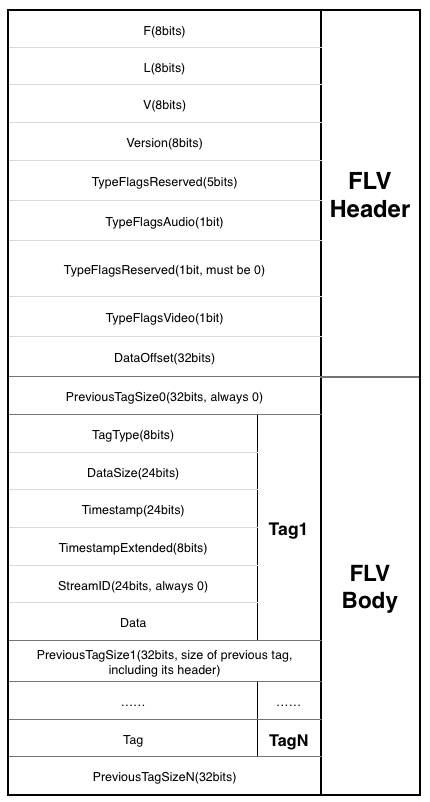 F(8bits)
L(8bits)
V(8bits)
Version(8bits)
TypeFlagsReserved(5bits)
TypeFlagsAudio(1bit)
TypeFlagsReserved(1bit, must be 0)
TypeFlagsVideo(1bit)
DataOffset(32bits)
FLV
Header
PreviousTagSize0(32bits, always 0)
TagType(8bits)
DataSize(24bits)
Timestamp(24bits)
TimestampExtended(8bits)
StreamID(24bits, always 0)
Data
Tag1
PreviousTagSize1(32bits, size of previous tag,
including its header)
......
......
Tag
TagN
PreviousTagSizeN(32bits)
FLV
Body